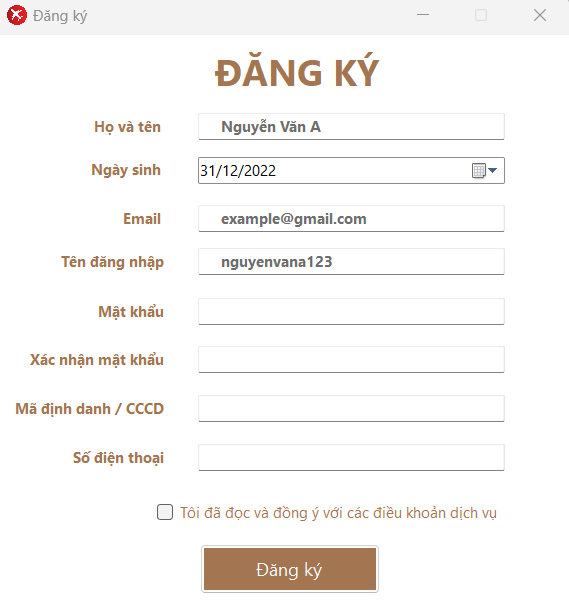 Đăng ký
ĐĂNG KÝ
Họ và tên Nguyễn Văn A
Ngày sinh 31/12/2022
Email example@gmail.com
Tên đăng nhập nguyenvana123
Mật khẩu
Xác nhận mật khẩu
Mã định danh / CCCD
Số điện thoại
Tôi đã đọc và đồng ý với các điều khoản dịch vụ
Đăng ký